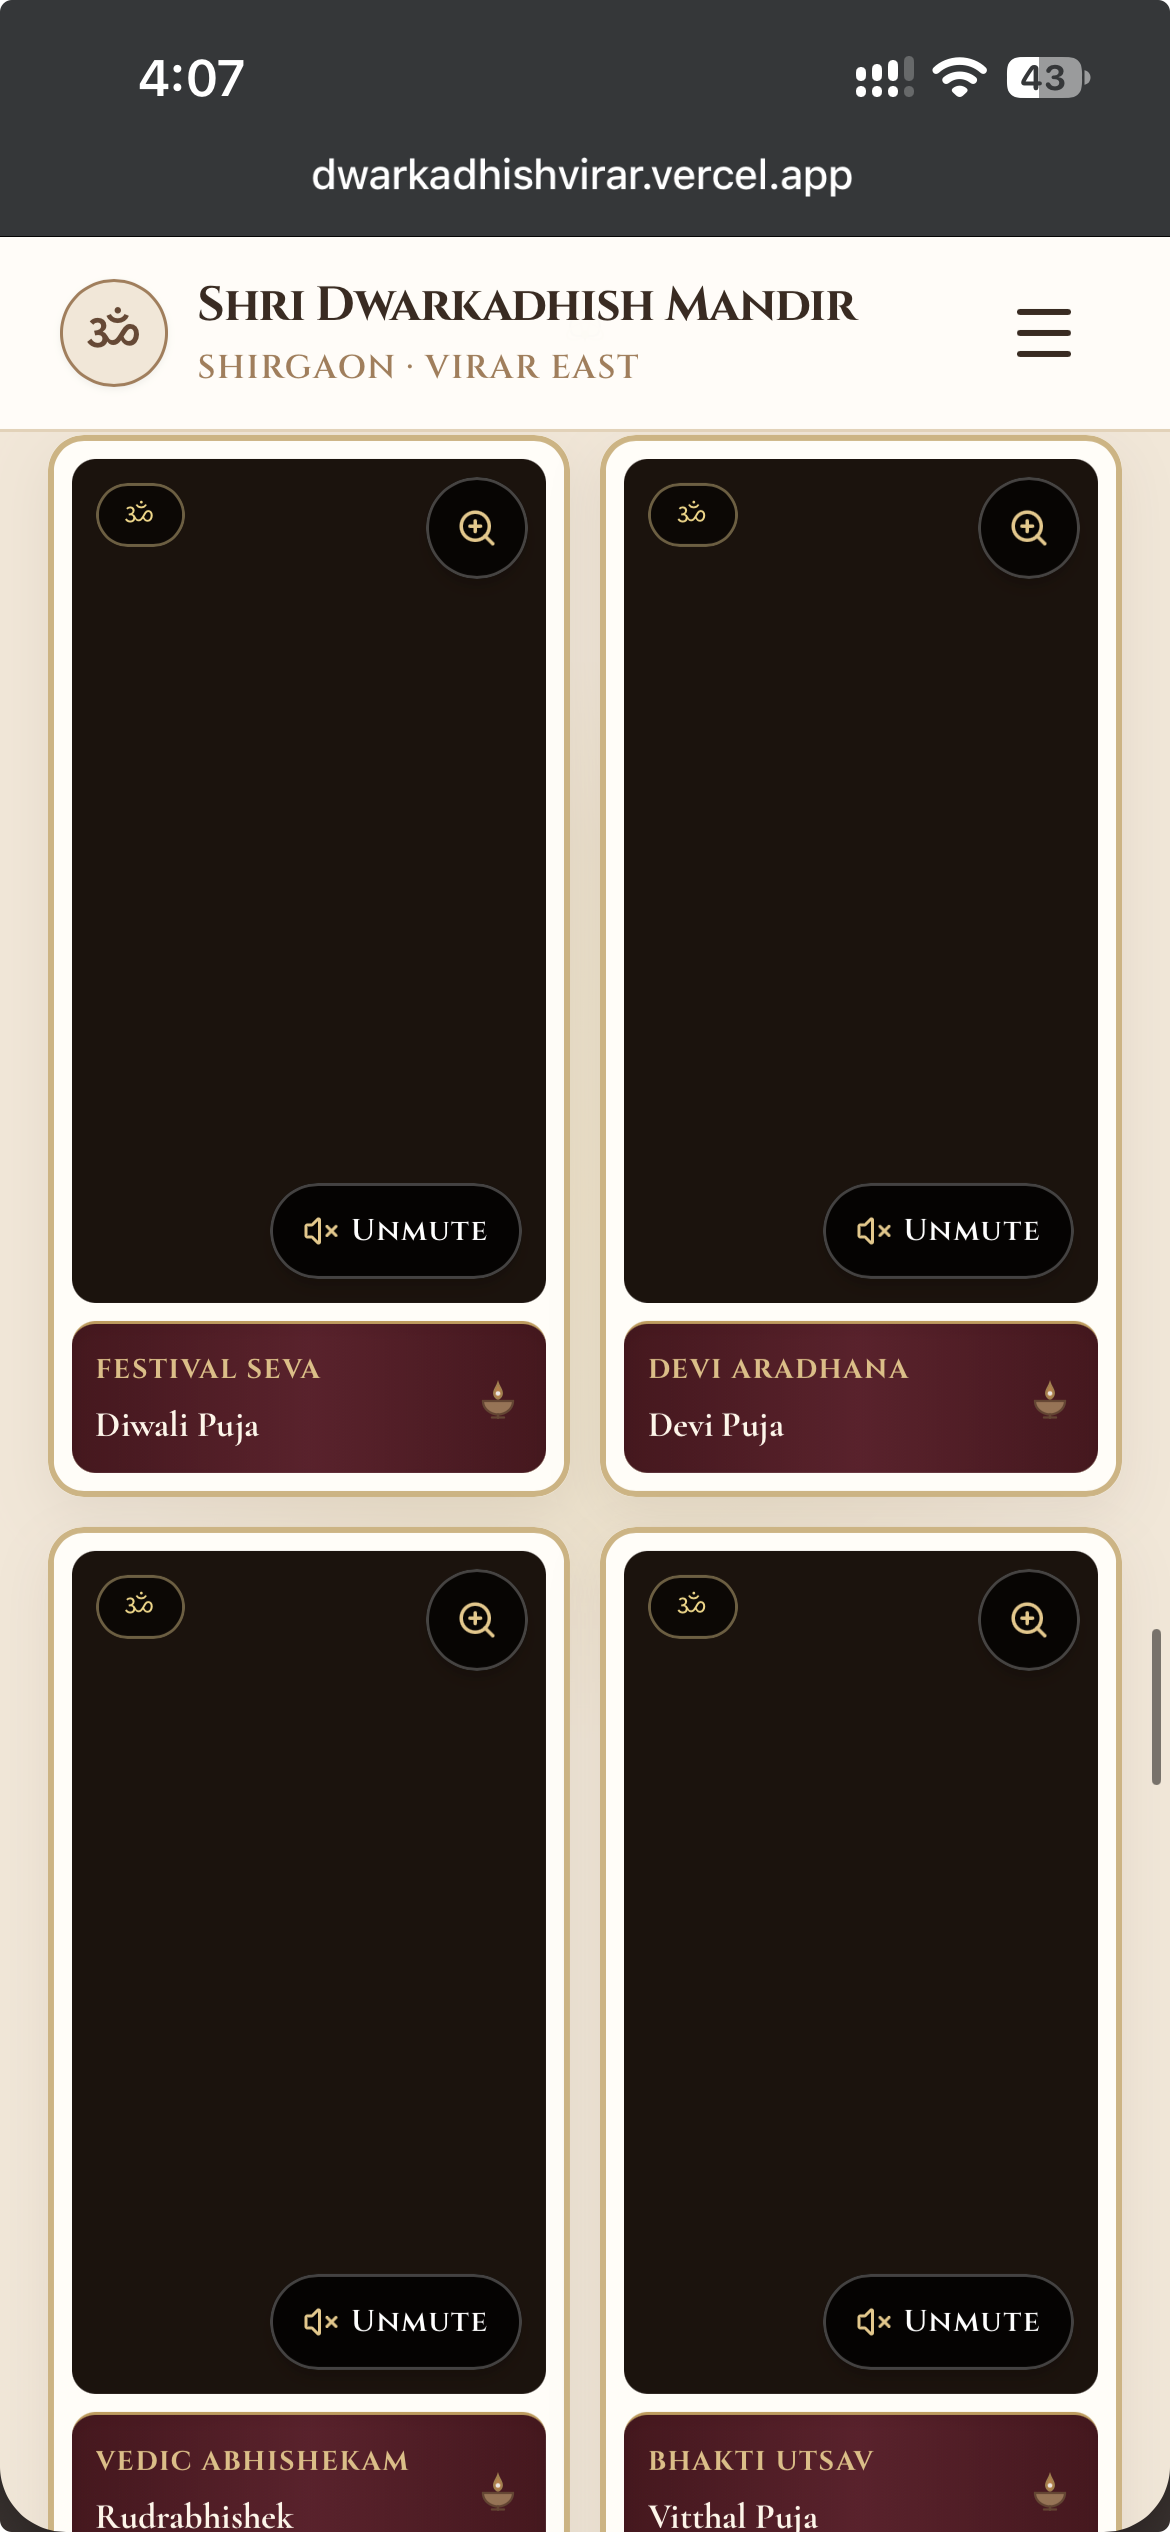 4:07
43
dwarkadhishvirar.vercel.app
ॐ
SHRI DWARKADHISH MANDIR
SHIRGAON · VIRAR EAST
ॐ
ॐ
UNMUTE
UNMUTE
FESTIVAL SEVA
Diwali Puja
DEVI ARADHANA
Devi Puja
ॐ
ॐ
UNMUTE
UNMUTE
VEDIC ABHISHEKAM
Rudrabhishek
BHAKTI UTSAV
Vitthal Puja